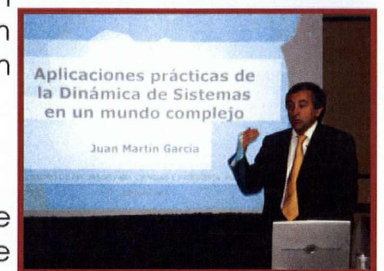 Aplicaciones prácticas de
la Dinámica de Sistemas
en un mundo complejo
Juan Martín García